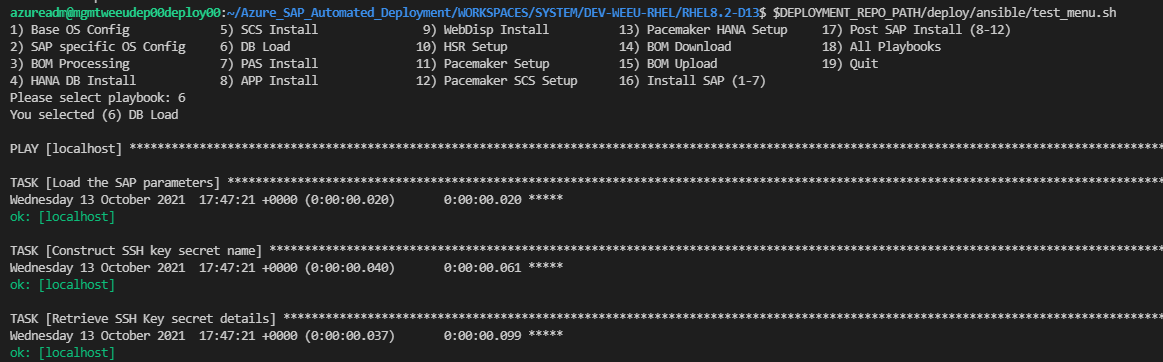 azureadm@mgmtweeudep00deploy00:~/Azure_SAP_Automated_Deployment/WORKSPACES/SYSTEM/DEV-WEEU-RHEL/RHEL8.2-D13$ $DEPLOYMENT_REPO_PATH/deploy/ansible/test_menu.sh
1) Base OS Config 5) SCS Install 9) WebDisp Install 13) Pacemaker HANA Setup 17) Post SAP Install (8-12)
2) SAP specific OS Config 6) DB Load 10) HSR Setup 14) BOM Download 18) All Playbooks
3) BOM Processing 7) PAS Install 11) Pacemaker Setup 15) BOM Upload 19) Quit
4) HANA DB Install 8) APP Install 12) Pacemaker SCS Setup 16) Install SAP (1-7)
Please select playbook: 6
You selected (6) DB Load
PLAY [localhost] ****************************************************************************************************************************************************
TASK [Load the SAP parameters] **************************************************************************************************************************************
Wednesday 13 October 2021 17:47:21 +0000 (0:00:00.020) 0:00:00.020 *****
ok: [localhost]
TASK [Construct SSH key secret name] ********************************************************************************************************************************
Wednesday 13 October 2021 17:47:21 +0000 (0:00:00.040) 0:00:00.061 *****
ok: [localhost]
TASK [Retrieve SSH Key secret details] ******************************************************************************************************************************
Wednesday 13 October 2021 17:47:21 +0000 (0:00:00.037) 0:00:00.099 *****
ok: [localhost]